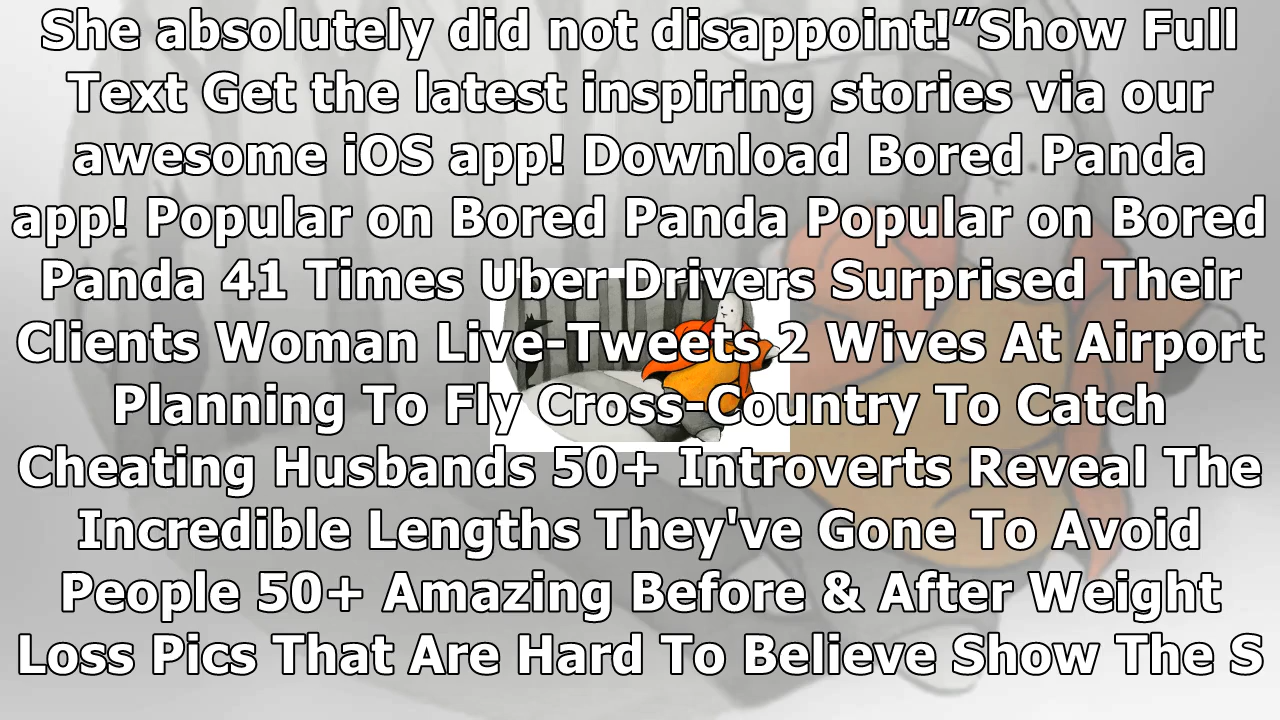 She absolutely did not disappoint!”Show Full
Text Get the latest inspiring stories via our
awesome iOS app! Download Bored Panda
app! Popular on Bored Panda Popular on Bored
Panda 41 Times Uber Drivers Surprised Their
Clients Woman Live-Tweets 2 Wives At Airport
Planning To Fly Cross-Country To Catch
Cheating Husbands 50+ Introverts Reveal The
Incredible Lengths They've Gone To Avoid
People 50+ Amazing Before & After Weight
Loss Pics That Are Hard To Believe Show The S